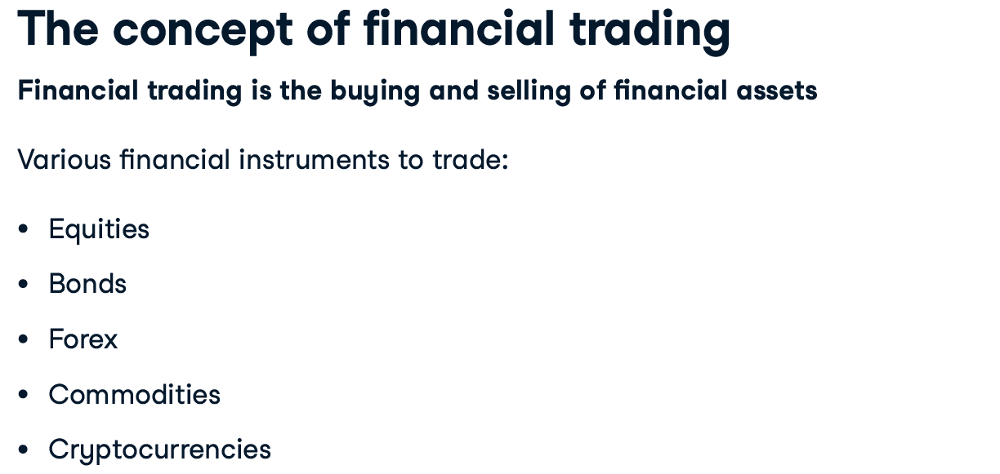 The concept of financial trading
Financial trading is the buying and selling of financial assets
Various financial instruments to trade:
• Equities
• Bonds
• Forex
• Commodities
• Cryptocurrencies